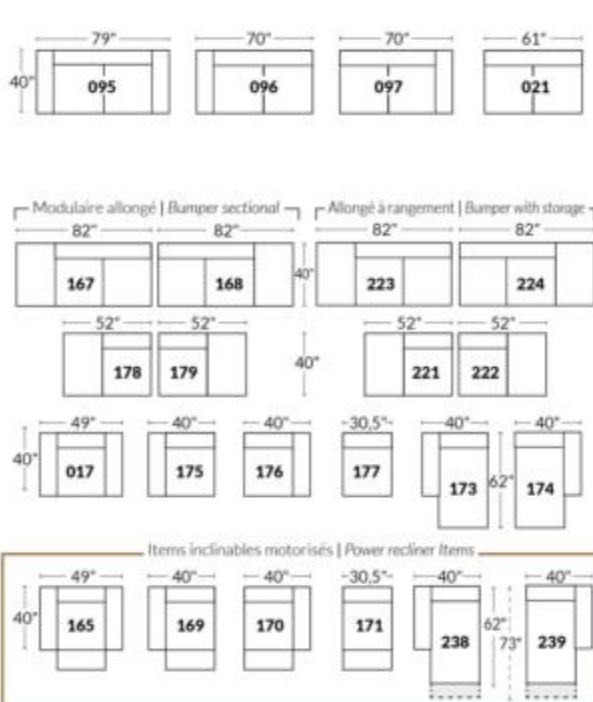 79" 70" 70" 61"
40" 095 096 097 021
Modulaire allongé | Bumper sectional Allongé à rangement | Bumper with storage
82" 82" 82" 82"
167 168 40" 223 224
52" 52" 52" 52"
178 179 40" 221 222
49" 40" 40" 30,5" 40" 40"
40" 017 175 176 177 173 62" 174
Items inclinables motorisés | Power recliner Items
49" 40" 40" 30,5" 40" 40"
40" 165 169 170 171 238 62" 73" 239